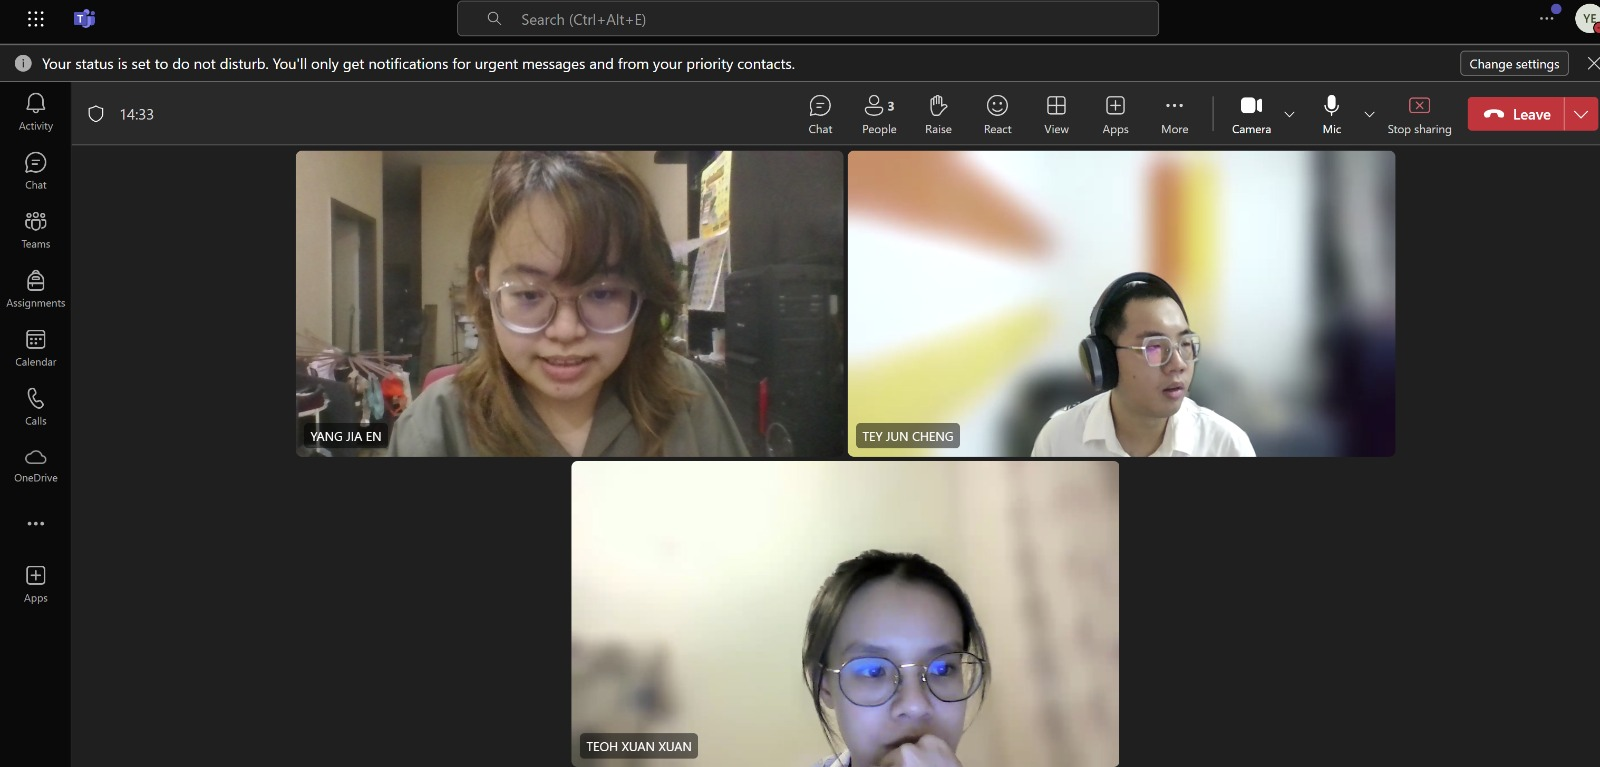 Search (Ctrl+Alt+E)
YE
Your status is set to do not disturb. You'll only get notifications for urgent messages and from your priority contacts.
Change settings
Activity
Chat
Teams
Assignments
Calendar
Calls
OneDrive
Apps
14:33
Chat
3
People
Raise
React
View
Apps
More
Camera
Mic
Stop sharing
Leave
YANG JIA EN
TEY JUN CHENG
TEOH XUAN XUAN